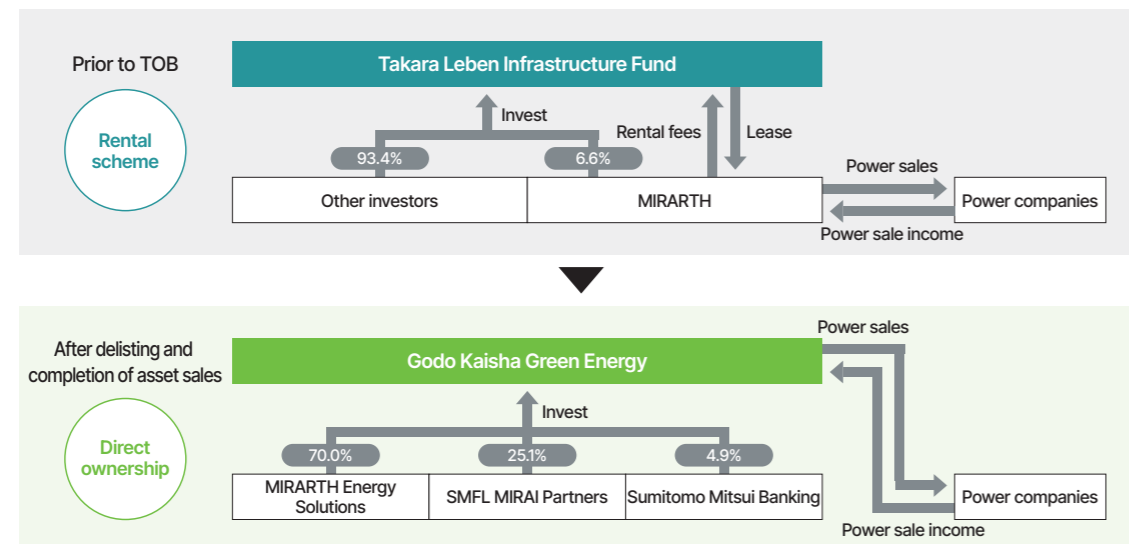 Prior to TOB
Rental
scheme
Takara Leben Infrastructure Fund
Invest
Rental fees
Lease
93.4%
6.6%
Other investors
MIRARTH
Power sales
Power sale income
Power companies
After delisting and
completion of asset sales
Direct
ownership
Godo Kaisha Green Energy
Invest
70.0%
25.1%
4.9%
MIRARTH Energy
Solutions
SMFL MIRAI Partners
Sumitomo Mitsui Banking
Power sales
Power sale income
Power companies